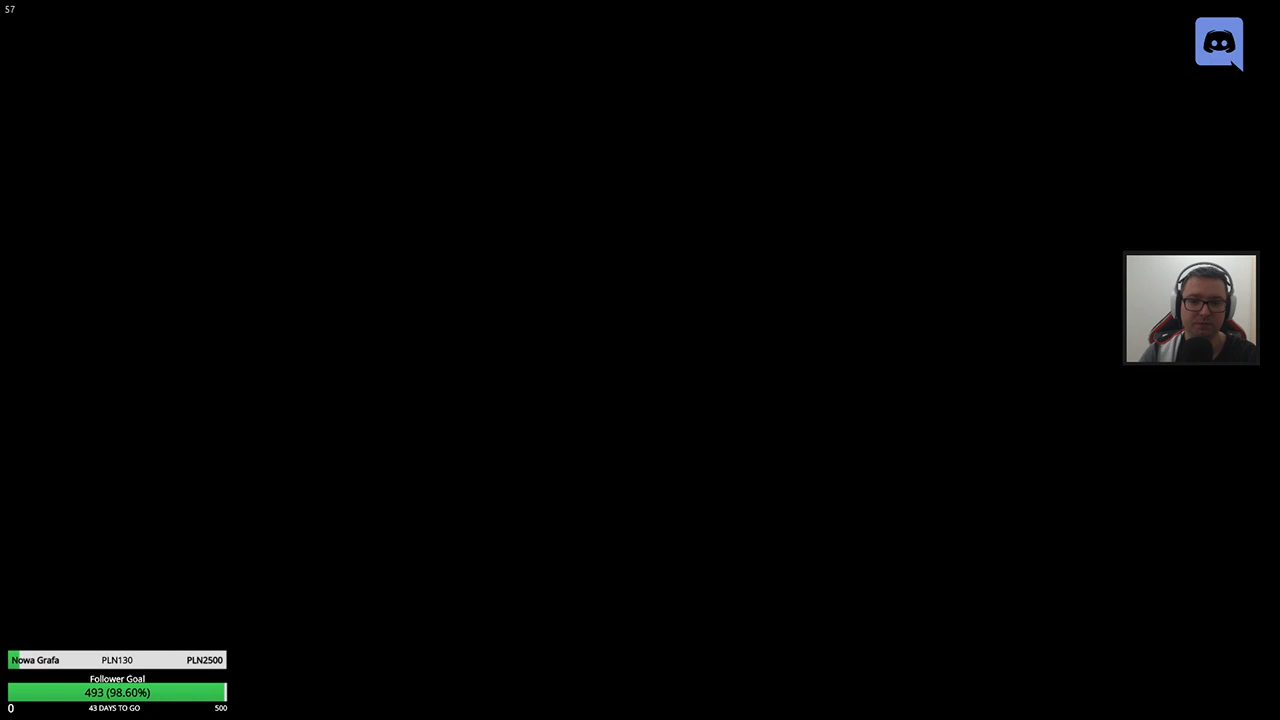 57
Nowa Grafa PLN130 PLN2500
Follower Goal
493 (98.60%)
0 43 DAYS TO GO 500